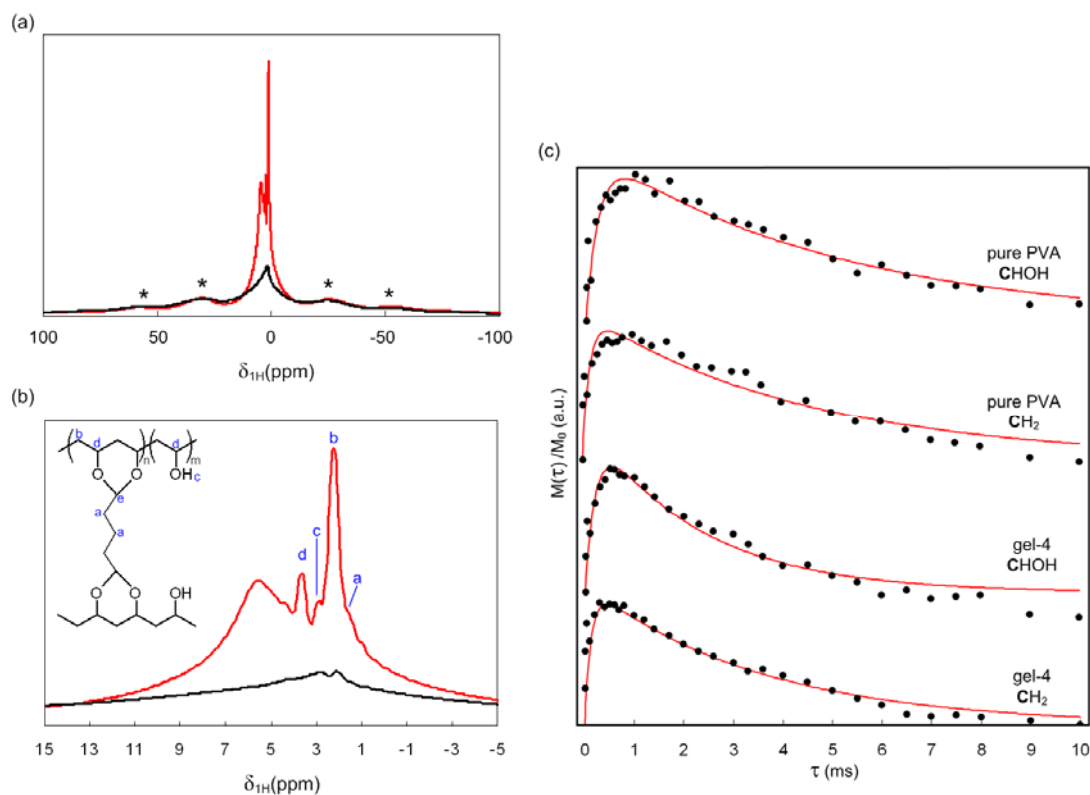 (a)
* * * *
100 50 0 -50 -100
δ1H(ppm)
(b)
b
d
d
n
m
O O
OHc
e
a
a
O O OH
b
c
d
a
15 13 11 9 7 5 3 1 -1 -3 -5
δ1H(ppm)
(c)
M(τ) /M0 (a.u.)
pure PVA
CHOH
pure PVA
CH2
gel-4
CHOH
gel-4
CH2
0 1 2 3 4 5 6 7 8 9 10
τ (ms)